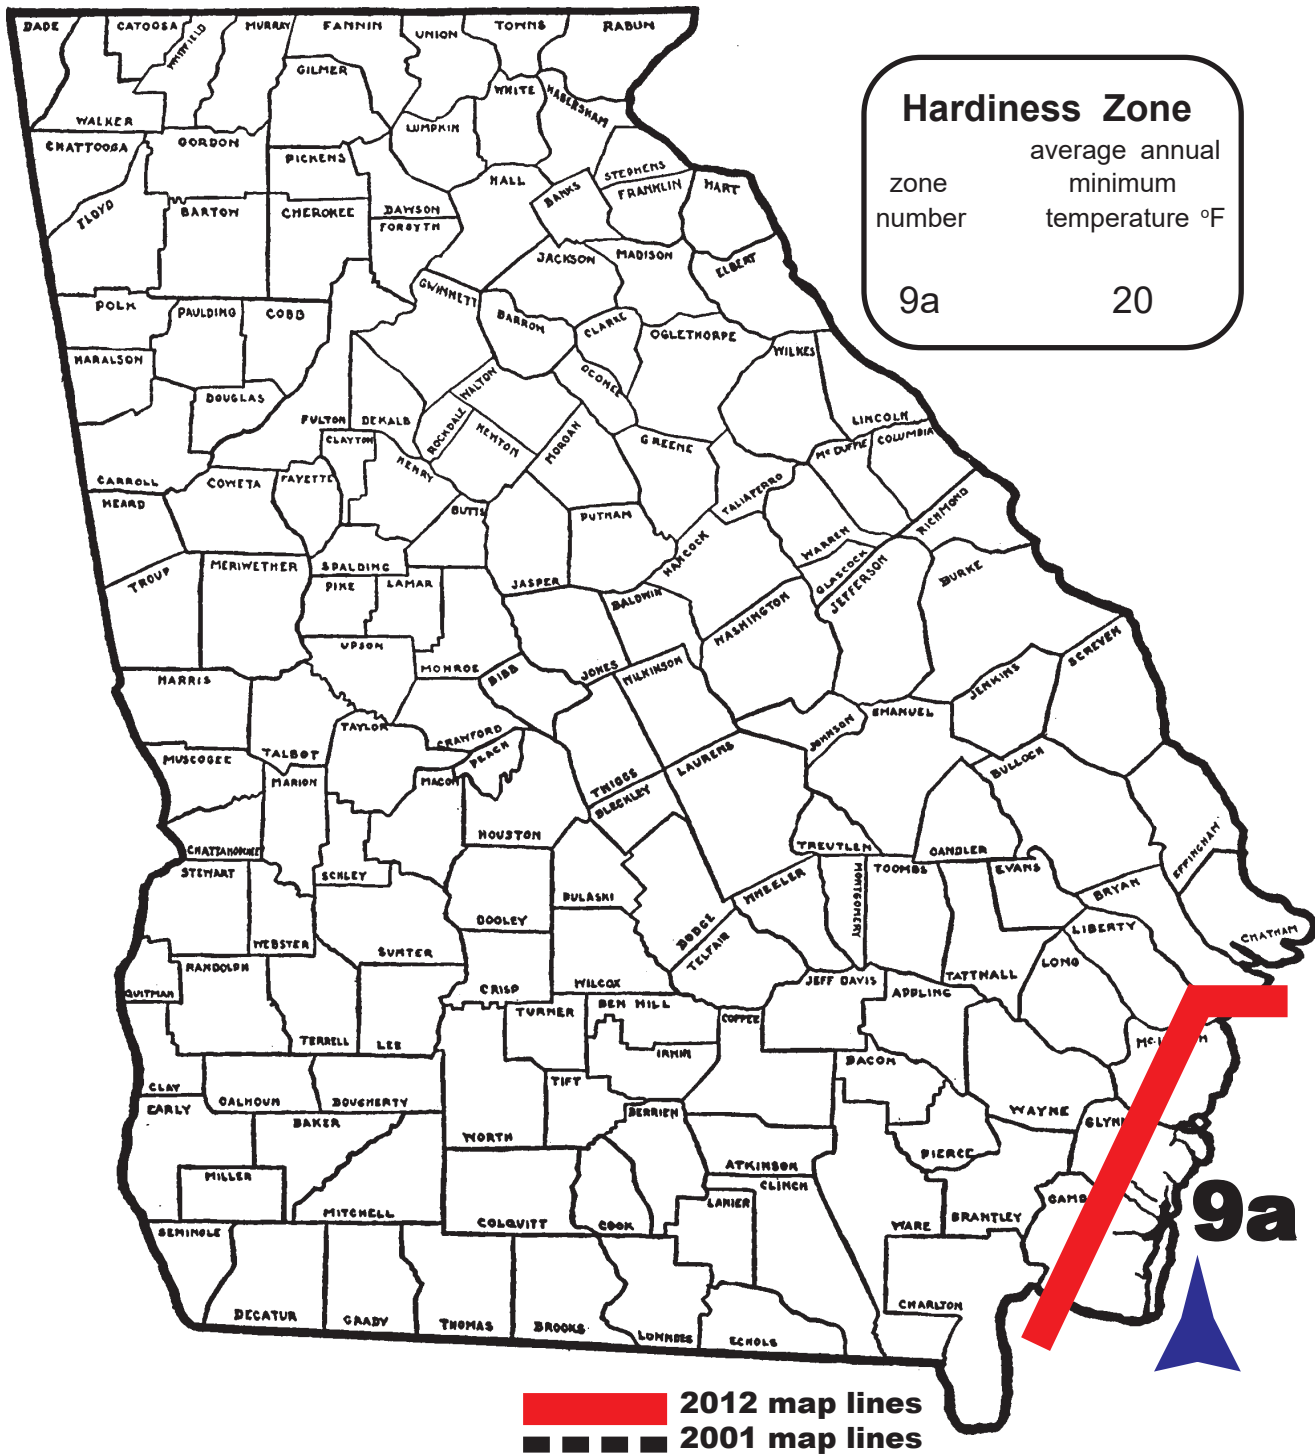 DADE
CATOOSA
WHITFIELD
MURRAY
FANNIN
UNION
TOWNS
RABUN
GILMER
WHITE
HABERSHAM
WALKER
LUMPKIN
CHATTOOGA
GORDON
PICKENS
HALL
BANKS
STEPHENS
FRANKLIN
HART
FLOYD
BARTOW
CHEROKEE
DAWSON
FORSYTH
JACKSON
MADISON
ELBERT
Hardiness Zone
average annual
zone minimum
number temperature °F
9a 20
POLK
PAULDING
COBB
GWINNETT
BARROW
CLARKE
OGLETHORPE
WILKES
HARALSON
DOUGLAS
FULTON
DEKALB
ROCKDALE
WALTON
NEWTON
OCONEE
MORGAN
GREENE
LINCOLN
CLAYTON
McDUFFIE
COLUMBIA
CARROLL
HEARD
COWETA
FAYETTE
HENRY
BUTTS
PUTNAM
TALIAFERRO
RICHMOND
HANCOCK
WARREN
GLASCOCK
JEFFERSON
BURKE
TROUP
MERIWETHER
SPALDING
PIKE
LAMAR
JASPER
BALDWIN
WASHINGTON
UPSON
MONROE
BIBB
JONES
WILKINSON
JENKINS
SCREVEN
HARRIS
TALBOT
TAYLOR
CRAWFORD
PEACH
JOHNSON
EMANUEL
MUSCOGEE
MARION
MACON
TWIGGS
BLECKLEY
LAURENS
BULLOCH
HOUSTON
CHATTAHOOCHEE
STEWART
SCHLEY
TREUTLEN
CANDLER
EFFINGHAM
WEBSTER
SUMTER
DOOLEY
PULASKI
WHEELER
MONTGOMERY
TOOMBS
EVANS
BRYAN
DODGE
TELFAIR
LIBERTY
CHATHAM
QUITMAN
RANDOLPH
CRISP
WILCOX
JEFF DAVIS
APPLING
TATTNALL
LONG
TERRELL
LEE
TURNER
BEN HILL
IRWIN
COFFEE
BACON
CLAY
EARLY
CALHOUN
DOUGHERTY
TIFT
BERRIEN
WAYNE
BAKER
WORTH
ATKINSON
PIERCE
MILLER
MITCHELL
COLQUITT
COOK
LANIER
CLINCH
WARE
BRANTLEY
9a
SEMINOLE
DECATUR
GRADY
THOMAS
BROOKS
LOWNDES
ECHOLS
CHARLTON
2012 map lines
2001 map lines